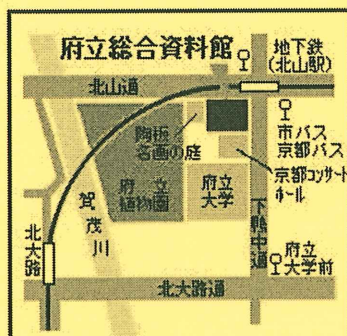 府立総合資料館
地下鉄
(北山駅)
北山通
市バス
京都バス
陶板
名画の庭
京都コンサート
ホール
府立
植物園
府立
大学
賀茂川
下鴨中通
北大路
府立
大学前
北大路通